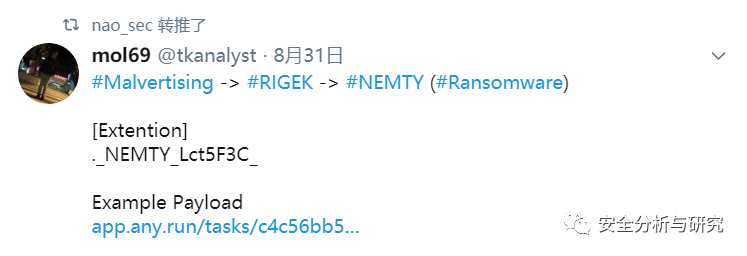 nao_sec 转推了
mol69 @tkanalyst · 8月31日
#Malvertising -> #RIGEK -> #NEMTY (#Ransomware)
[Extention]
._NEMTY_Lct5F3C_
Example Payload
app.any.run/tasks/c4c56bb5...
安全分析与研究